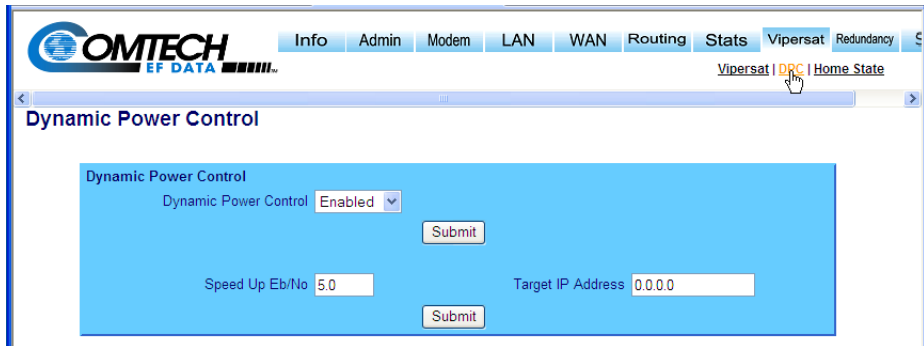 COMTECH
EF DATA
Info Admin Modem LAN WAN Routing Stats Vipersat Redundancy
Vipersat | DPC | Home State
Dynamic Power Control
Dynamic Power Control
Dynamic Power Control Enabled
Submit
Speed Up Eb/No 5.0 Target IP Address 0.0.0.0
Submit